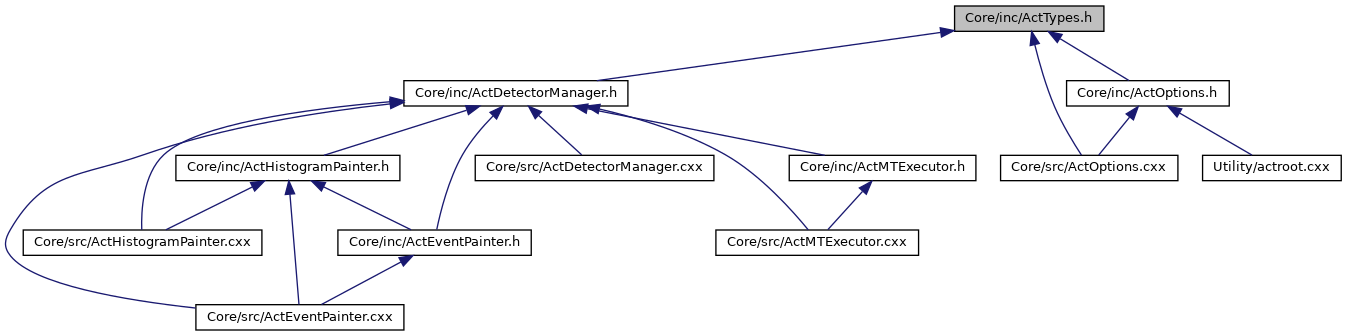 Core/inc/ActTypes.h
Core/inc/ActDetectorManager.h
Core/inc/ActOptions.h
Core/inc/ActHistogramPainter.h
Core/src/ActDetectorManager.cxx
Core/inc/ActMTExecutor.h
Core/src/ActOptions.cxx
Utility/actroot.cxx
Core/src/ActHistogramPainter.cxx
Core/inc/ActEventPainter.h
Core/src/ActMTExecutor.cxx
Core/src/ActEventPainter.cxx